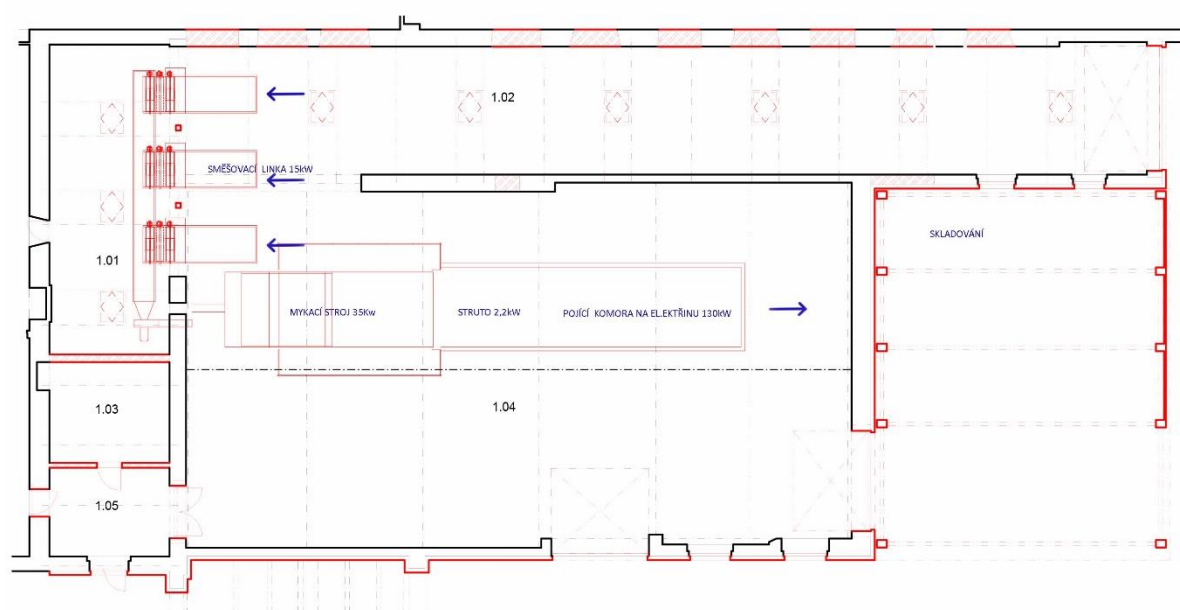 1.02
SMĚŠOVACÍ LINKA 15kW
SKLADOVÁNÍ
1.01
MYKACÍ STROJ 35Kw
STRUTO 2,2kW
POJÍCÍ KOMORA NA EL.EKTŘINU 130kW
1.03
1.04
1.05